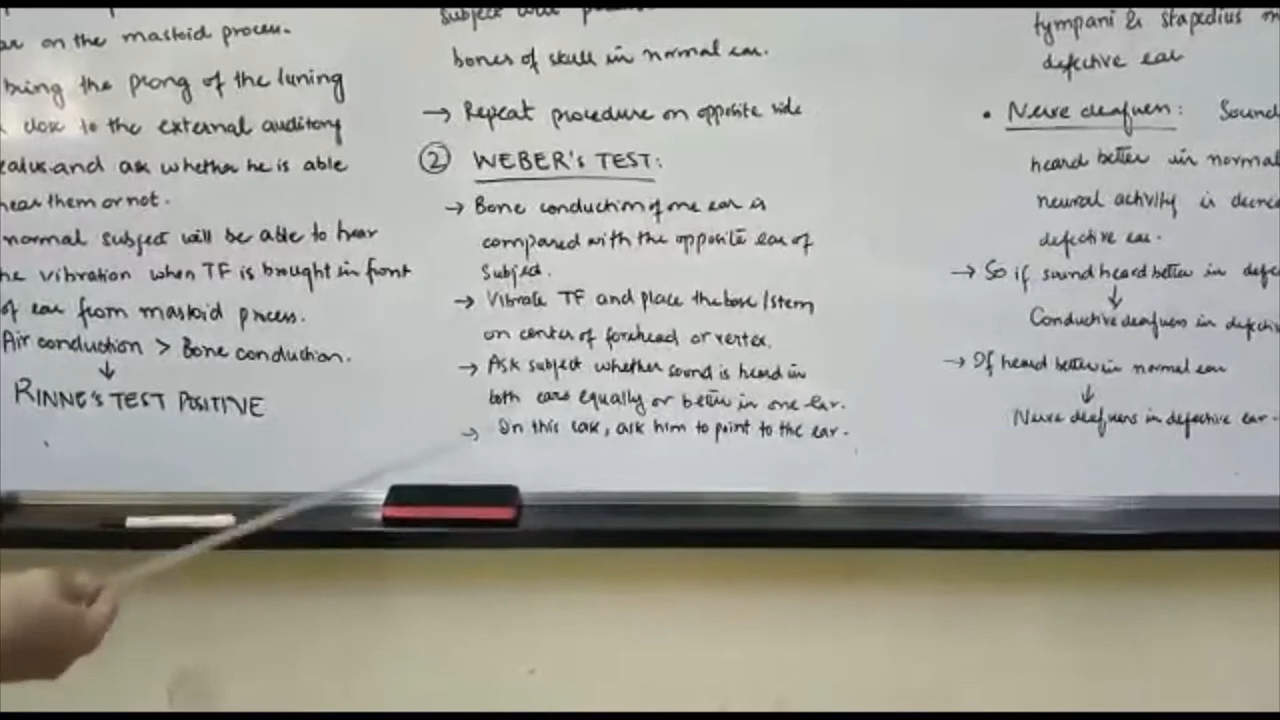 on the mastoid process.
bring the prong of the tuning
close to the external auditory
and ask whether he is able
hear them or not.
normal subject will be able to hear
he vibration when TF is brought in front
of ear from mastoid process.
Air conduction > Bone conduction.
↓
RINNE'S TEST POSITIVE
subject will
bones of skull in normal ear.
→ Repeat procedure on opposite side
② WEBER's TEST:
→ Bone conduction of one ear is
compared with the opposite ear of
subject.
→ Vibrate TF and place the base/stem
on center of forehead or vertex.
→ Ask subject whether sound is heard in
both ears equally or better in one ear.
→ In this case, ask him to point to the ear.
tympani & stapedius
defective ear
• Nerve deafness: Sound
heard better in normal
neural activity is decrea
defective ear.
→ So if sound heard better in defe
↓
Conductive deafness in defecti
→ If heard better in normal ear
↓
Nerve deafness in defective ear.